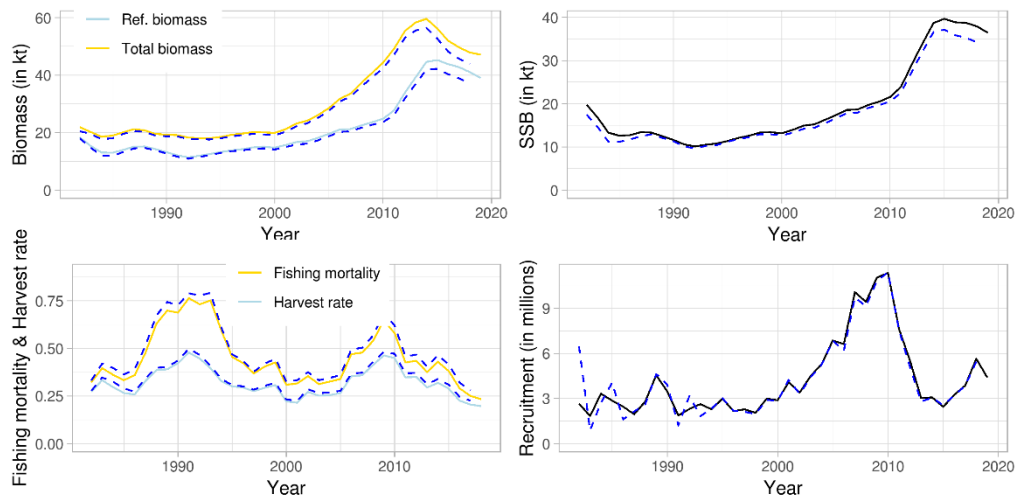 Biomass (in kt)
60
40
20
0
Ref. biomass
Total biomass
1990
2000
2010
2020
Year
SSB (in kt)
40
30
20
10
0
1990
2000
2010
2020
Year
Fishing mortality & Harvest rate
0.75
0.50
0.25
0.00
Fishing mortality
Harvest rate
1990
2000
2010
Year
Recruitment (in millions)
9
6
3
0
1990
2000
2010
2020
Year